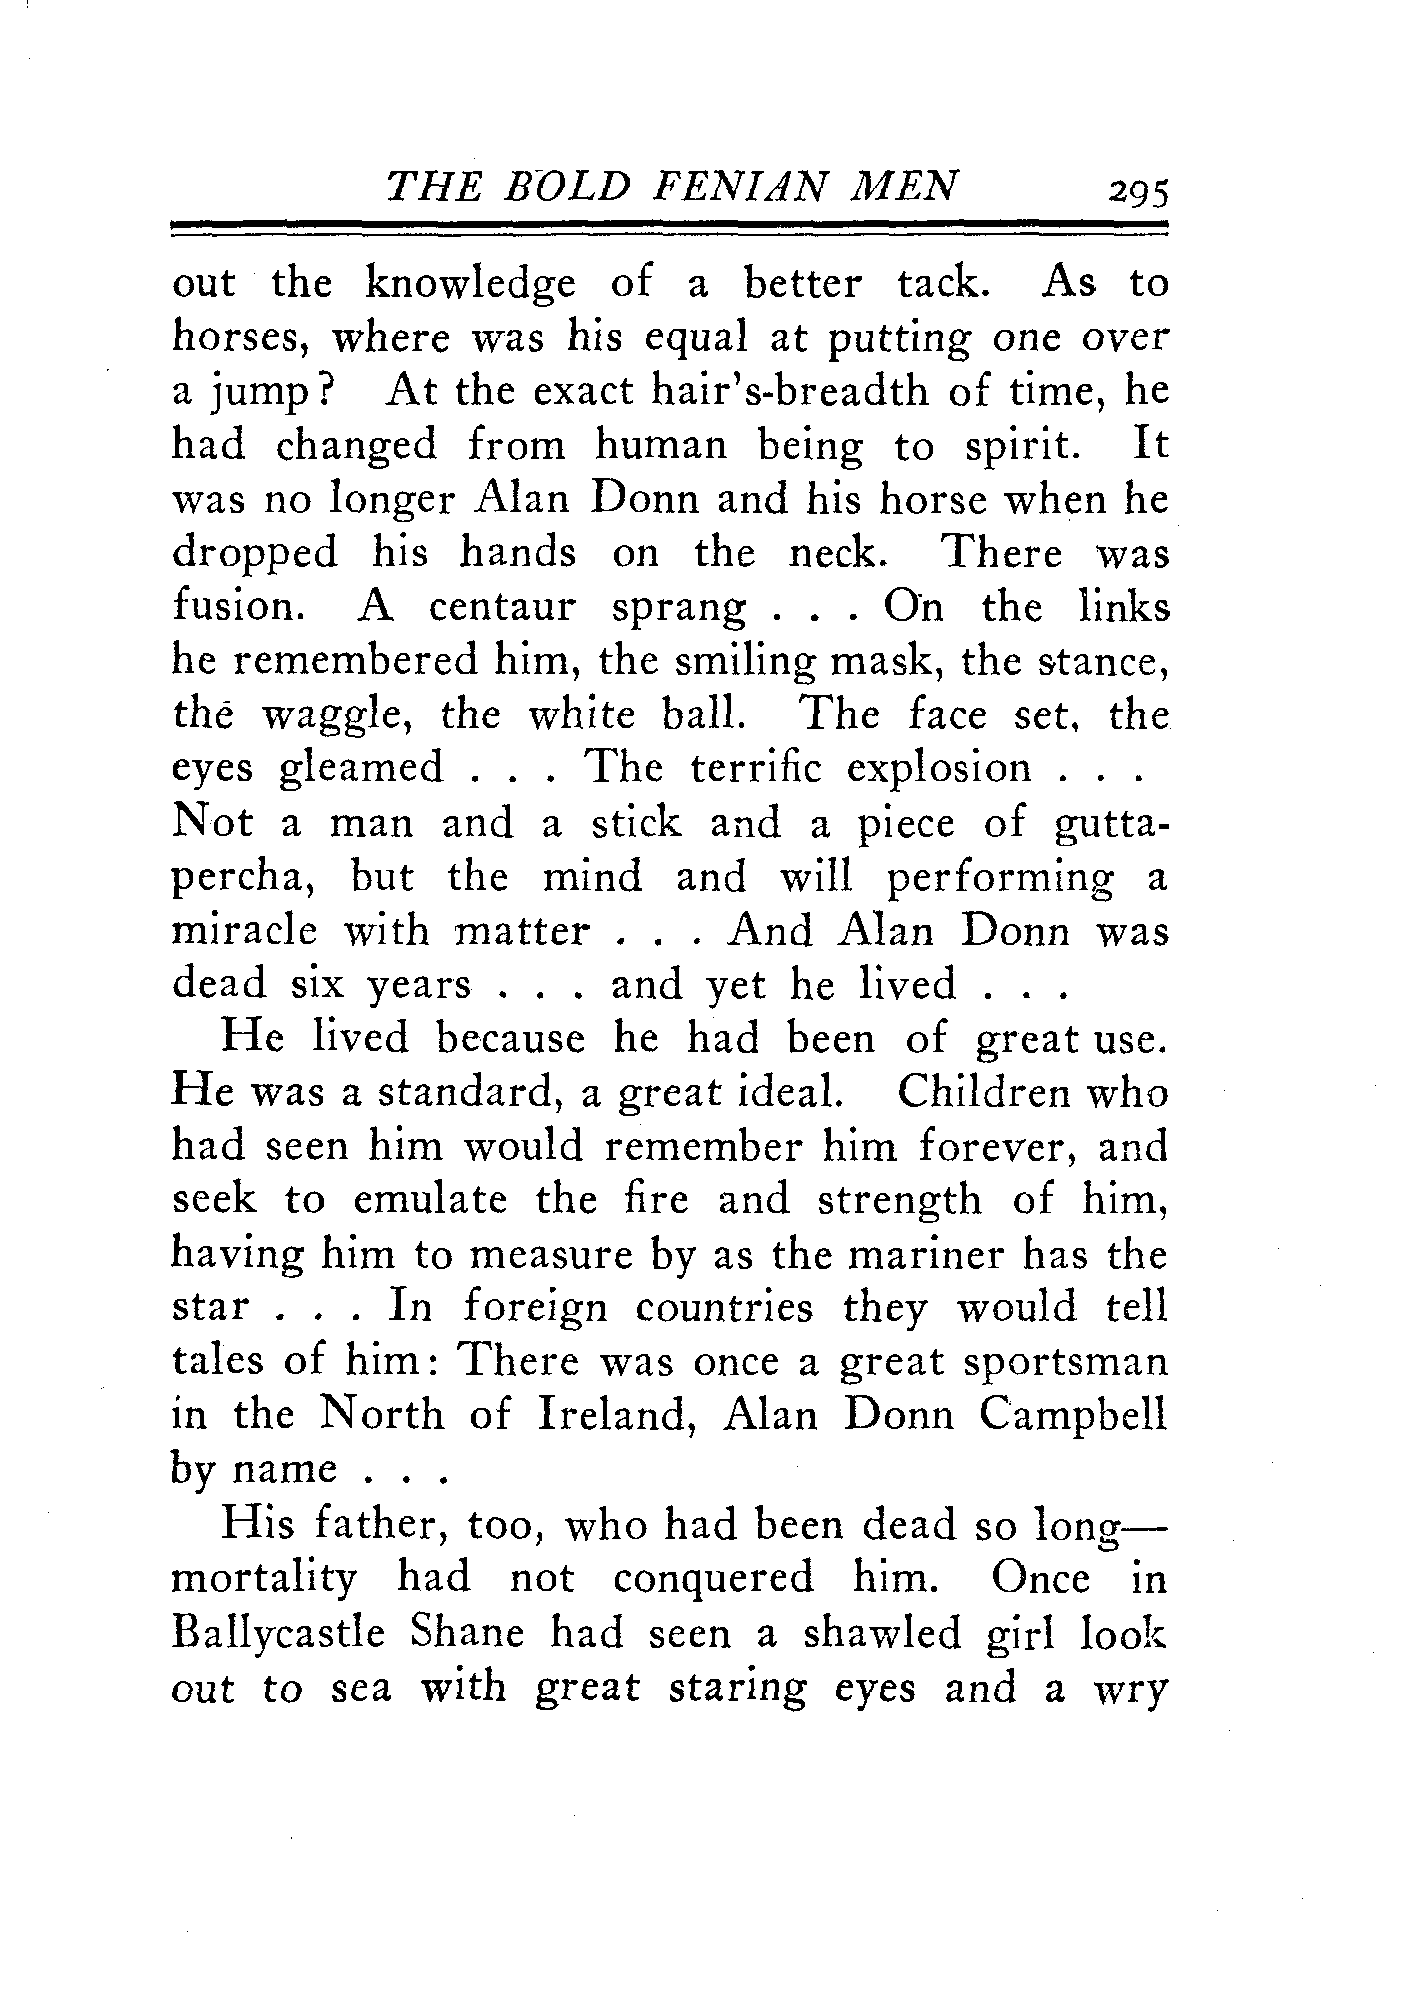 THE BOLD FENIAN MEN 295
out the knowledge of a better tack. As to
horses, where was his equal at putting one over
a jump? At the exact hair's-breadth of time, he
had changed from human being to spirit. It
was no longer Alan Donn and his horse when he
dropped his hands on the neck. There was
fusion. A centaur sprang . . . On the links
he remembered him, the smiling mask, the stance,
the waggle, the white ball. The face set, the
eyes gleamed . . . The terrific explosion . . .
Not a man and a stick and a piece of gutta-
percha, but the mind and will performing a
miracle with matter . . . And Alan Donn was
dead six years . . . and yet he lived . . .
He lived because he had been of great use.
He was a standard, a great ideal. Children who
had seen him would remember him forever, and
seek to emulate the fire and strength of him,
having him to measure by as the mariner has the
star . . . In foreign countries they would tell
tales of him: There was once a great sportsman
in the North of Ireland, Alan Donn Campbell
by name . . .
His father, too, who had been dead so long—
mortality had not conquered him. Once in
Ballycastle Shane had seen a shawled girl look
out to sea with great staring eyes and a wry